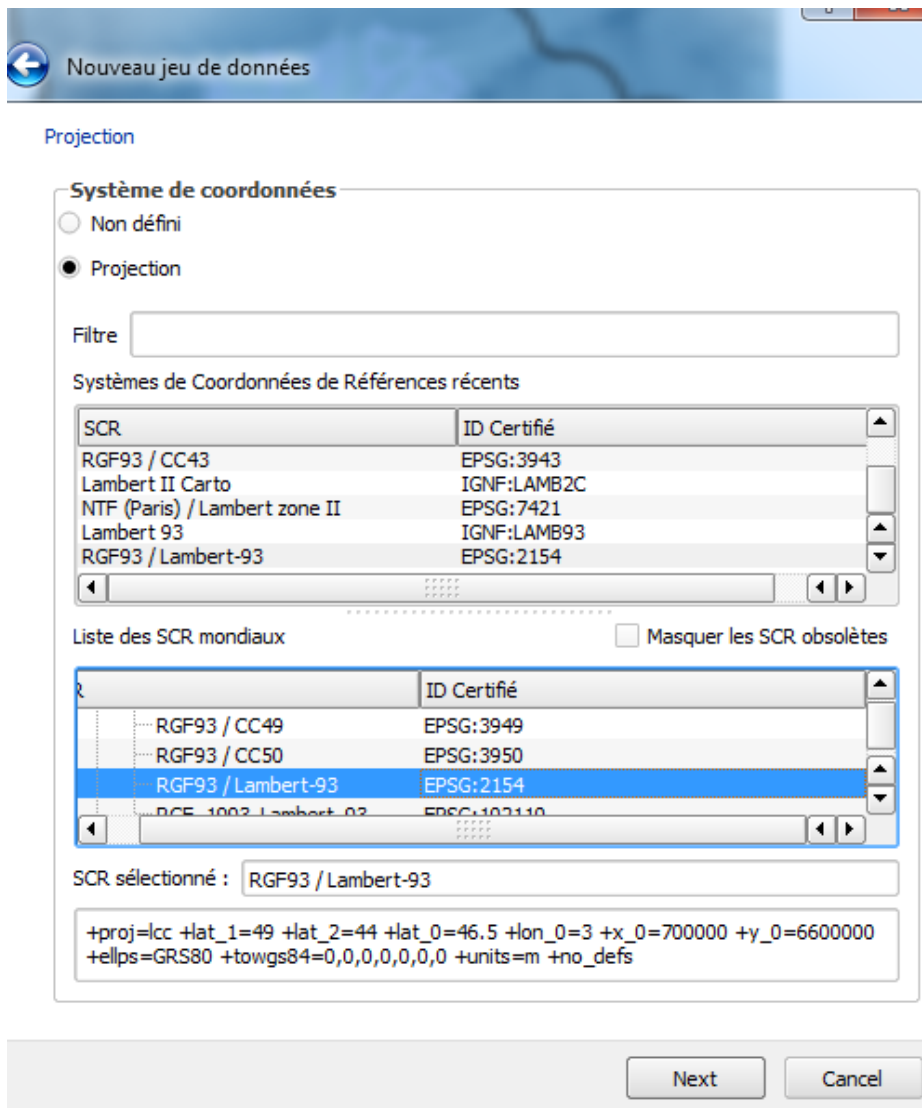 Nouveau jeu de données
Projection
Système de coordonnées
Non défini
Projection
Filtre
Systèmes de Coordonnées de Référence récents
SCR ID Certifié
RGF93 / CC43 EPSG:3943
Lambert II Carto IGNF:LAMB2C
NTF (Paris) / Lambert zone II EPSG:7421
Lambert 93 IGNF:LAMB93
RGF93 / Lambert-93 EPSG:2154
Liste des SCR mondiaux Masquer les SCR obsolètes
R ID Certifié
RGF93 / CC49 EPSG:3949
RGF93 / CC50 EPSG:3950
RGF93 / Lambert-93 EPSG:2154
RGF_1993_Lambert_93 EPSG:102110
SCR sélectionné : RGF93 / Lambert-93
+proj=lcc +lat_1=49 +lat_2=44 +lat_0=46.5 +lon_0=3 +x_0=700000 +y_0=6600000
+ellps=GRS80 +towgs84=0,0,0,0,0,0,0 +units=m +no_defs
Next Cancel